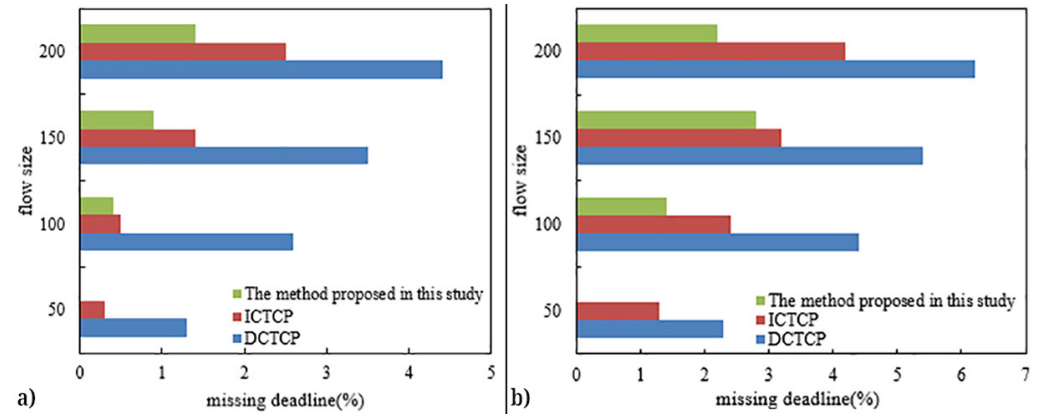 200
150
100
50
flow size
The method proposed in this study
ICTCP
DCTCP
0 1 2 3 4 5
missing deadline(%)
a)
200
150
100
50
flow size
The method proposed in this study
ICTCP
DCTCP
0 1 2 3 4 5 6 7
missing deadline(%)
b)